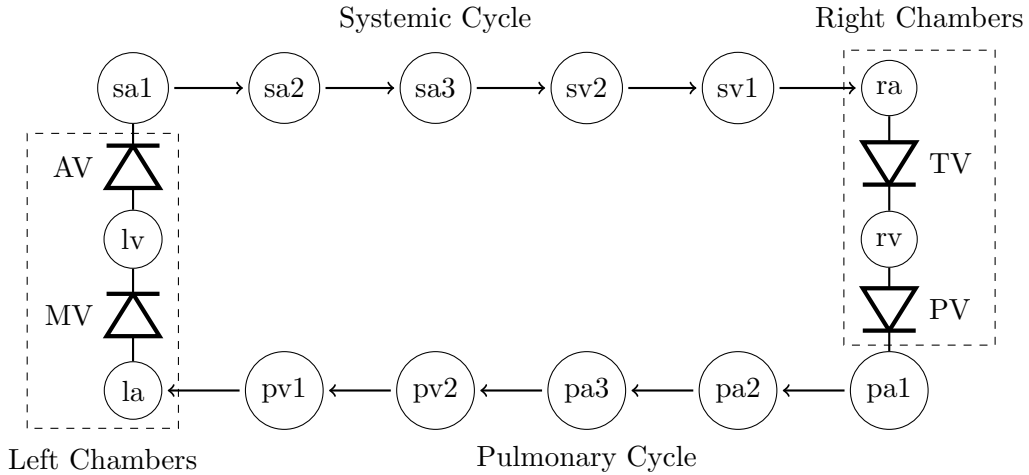 Systemic Cycle
Right Chambers
sa1 sa2 sa3 sv2 sv1 ra
AV TV
lv rv
MV PV
la pv1 pv2 pa3 pa2 pa1
Left Chambers
Pulmonary Cycle